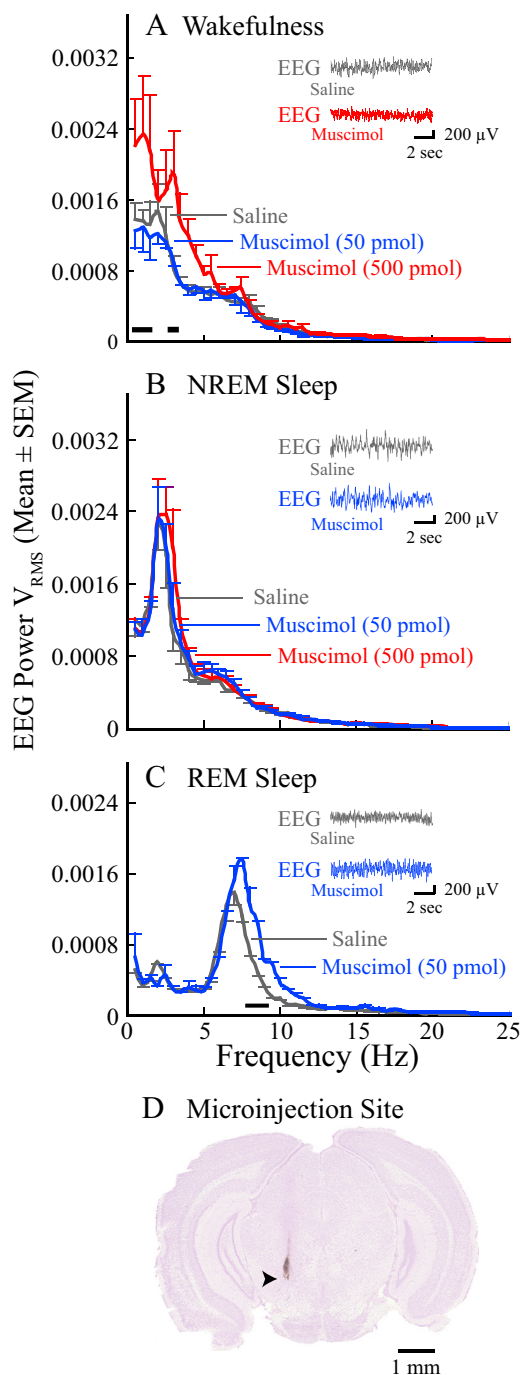 A Wakefulness
0.0032
0.0024
0.0016
0.0008
0
EEG
Saline
EEG
Muscimol
200 µV
2 sec
Saline
Muscimol (50 pmol)
Muscimol (500 pmol)
EEG Power V_RMS (Mean ± SEM)
B NREM Sleep
0.0032
0.0024
0.0016
0.0008
0
EEG
Saline
EEG
Muscimol
200 µV
2 sec
Saline
Muscimol (50 pmol)
Muscimol (500 pmol)
C REM Sleep
0.0024
0.0016
0.0008
0
EEG
Saline
EEG
Muscimol
200 µV
2 sec
Saline
Muscimol (50 pmol)
0 5 10 15 20 25
Frequency (Hz)
D Microinjection Site
1 mm